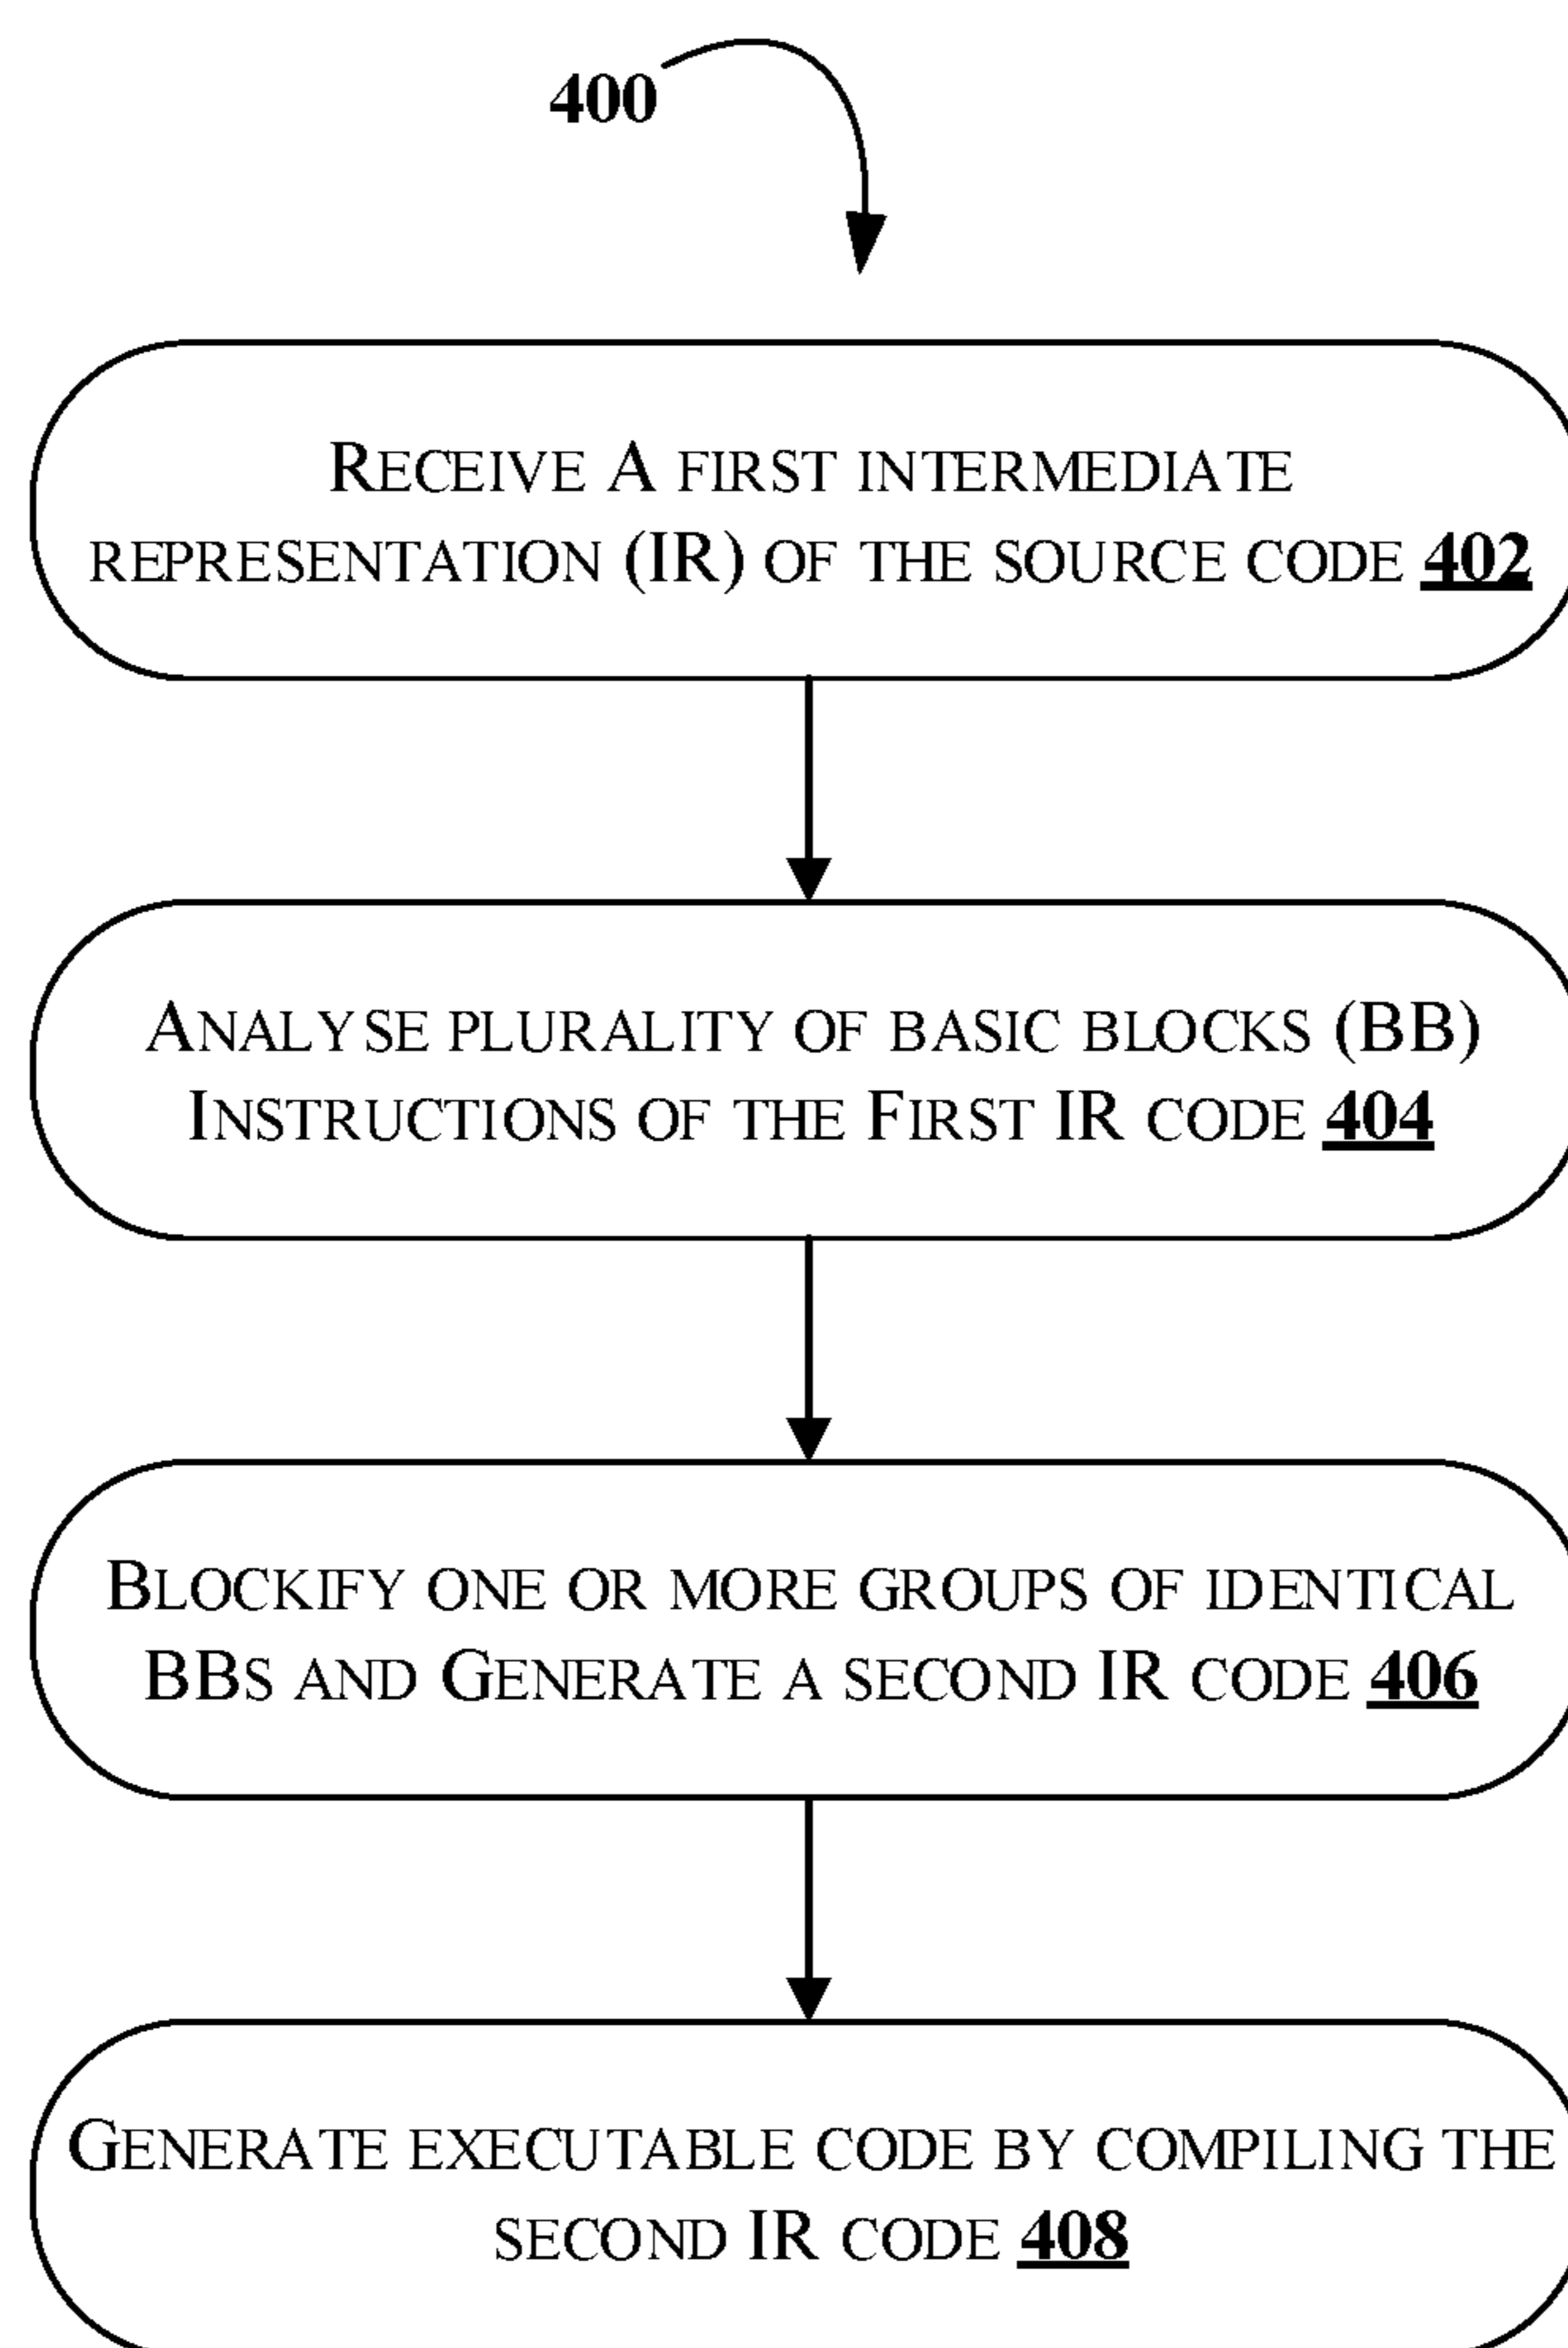 400
RECEIVE A FIRST INTERMEDIATE
REPRESENTATION (IR) OF THE SOURCE CODE 402
ANALYSE PLURALITY OF BASIC BLOCKS (BB)
INSTRUCTIONS OF THE FIRST IR CODE 404
BLOCKIFY ONE OR MORE GROUPS OF IDENTICAL
BBS AND GENERATE A SECOND IR CODE 406
GENERATE EXECUTABLE CODE BY COMPILING THE
SECOND IR CODE 408